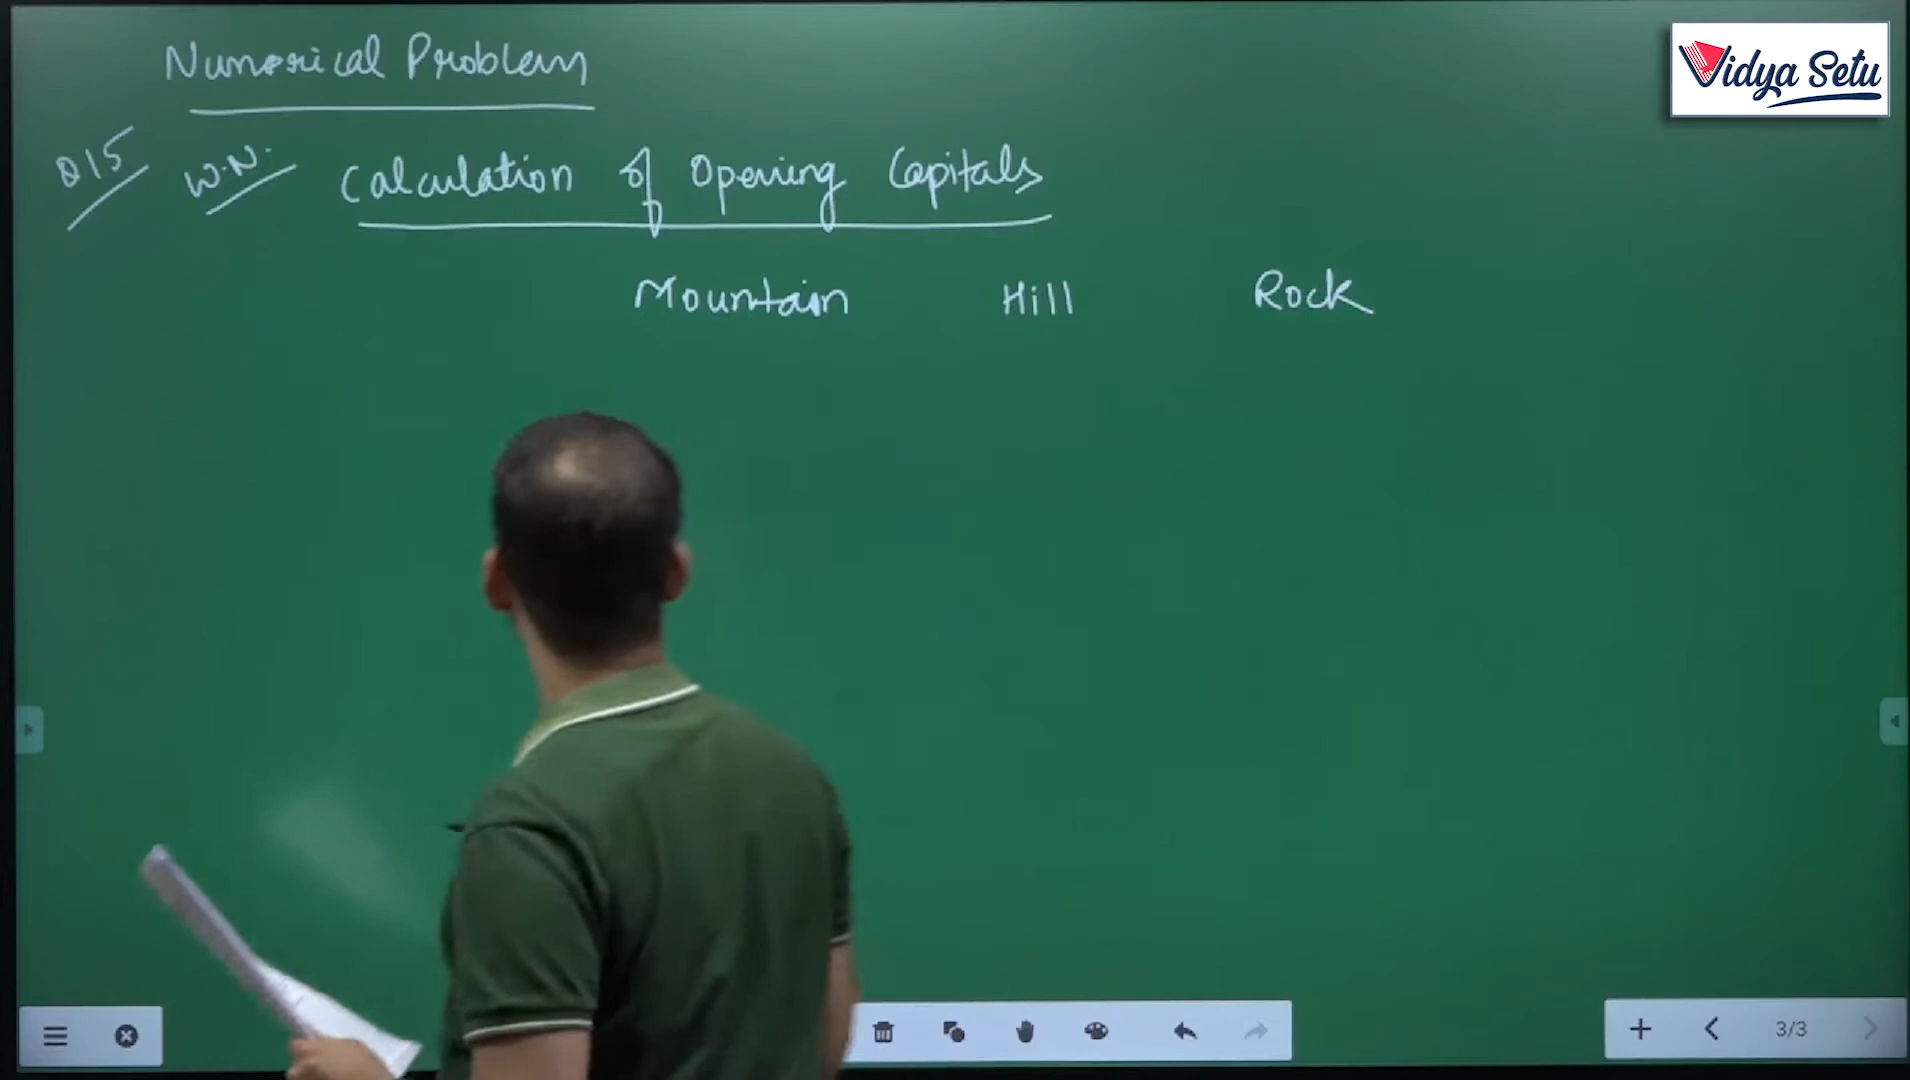 Numerical Problem
Vidya Setu
Q15 W.N. Calculation of Opening Capitals
Mountain Hill Rock
3/3